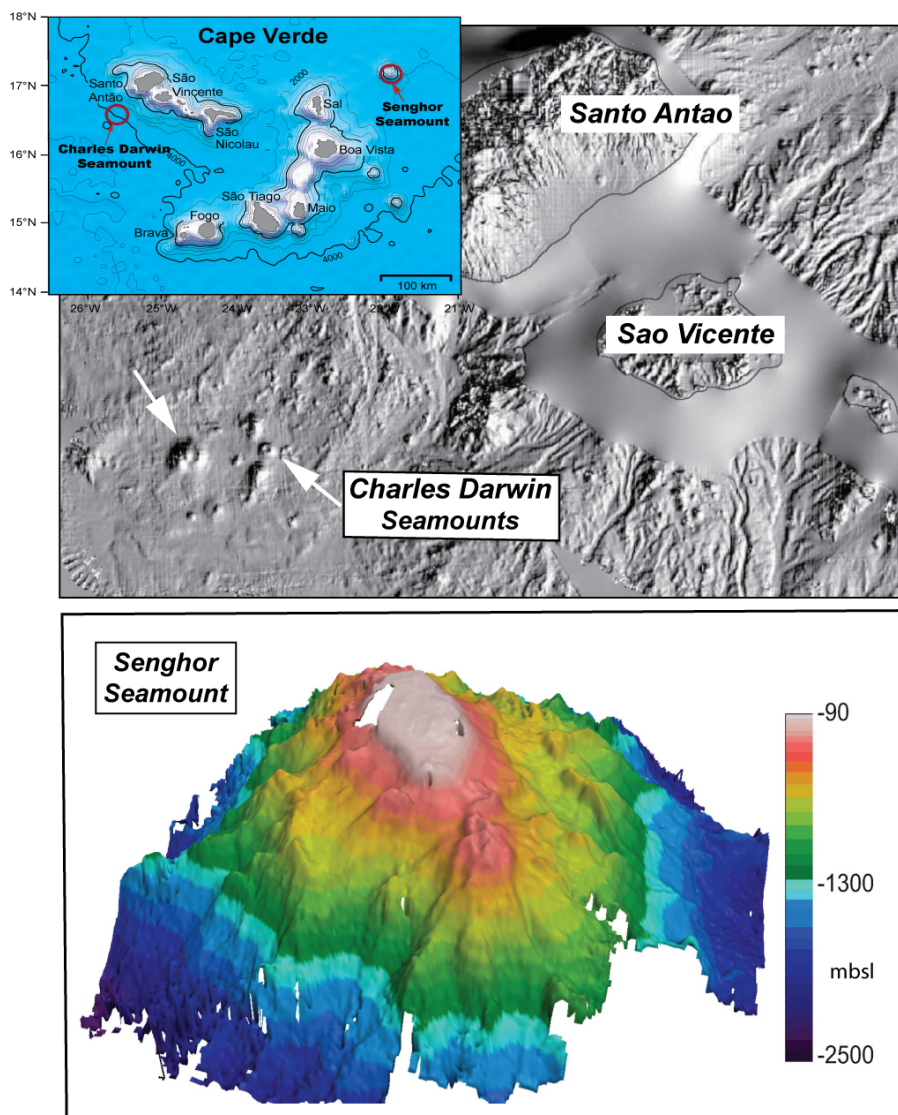 18°N
17°N
16°N
15°N
14°N
26°W
25°W
24°W
23°W
22°W
21°W
Cape Verde
Santo
Antão
São
Vincente
São
Nicolau
Charles Darwin
Seamount
Sal
Senghor
Seamount
Boa Vista
São Tiago
Maio
Fogo
Brava
2000
4000
4000
100 km
Santo Antao
Sao Vicente
Charles Darwin
Seamounts
Senghor
Seamount
-90
-1300
mbsl
-2500